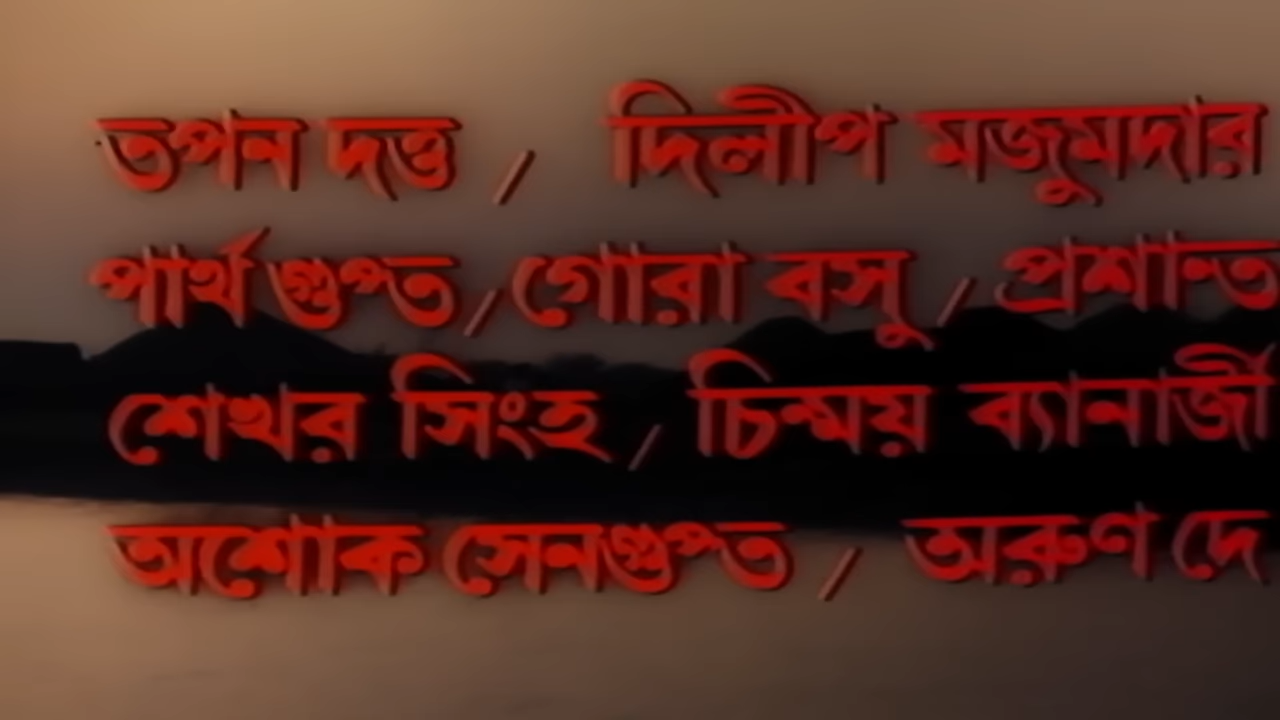 তপন দত্ত / দিলীপ মজুমদার
পার্থ গুপ্ত / গোরা বসু / প্রশান্ত
শেখর সিংহ / চিন্ময় ব্যানার্জী
অশোক সেনগুপ্ত / অরুণ দে